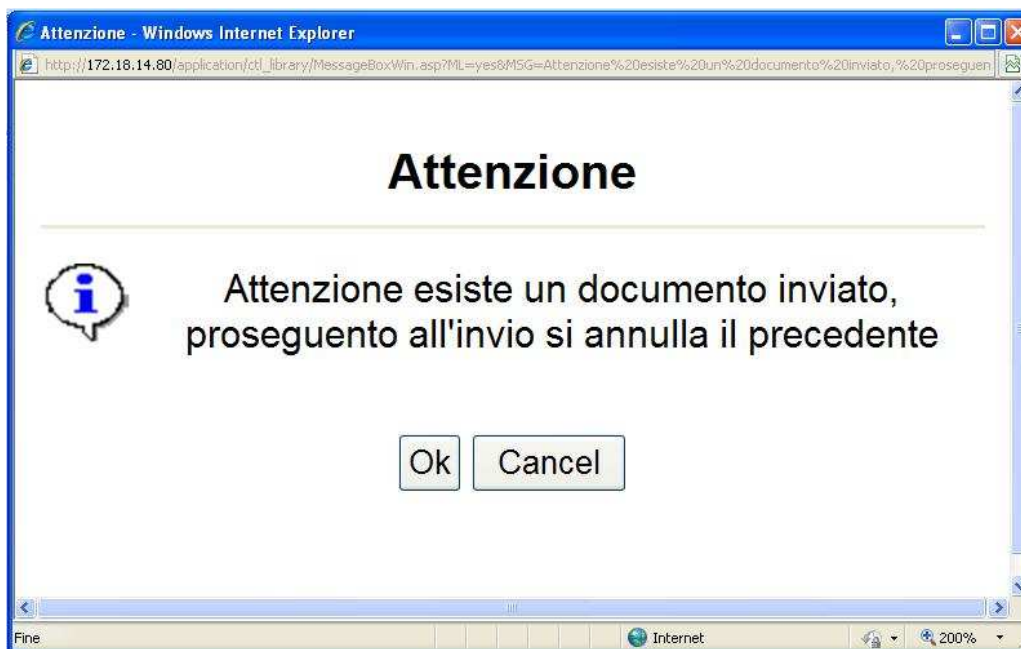 Attenzione - Windows Internet Explorer
http://172.18.14.80/application/ctl_library/MessageBoxWin.asp?ML=yes&MSG=Attenzione%20esiste%20un%20documento%20inviato,%20proseguen
Attenzione
Attenzione esiste un documento inviato,
proseguento all'invio si annulla il precedente
Ok Cancel
Fine Internet 200%